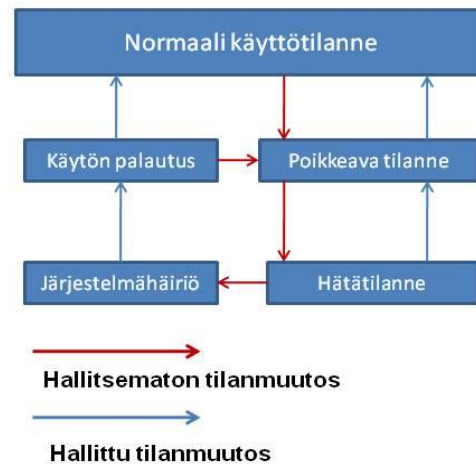 Normaali käyttötilanne
Käytön palautus
Poikkeava tilanne
Järjestelmähäiriö
Hätätilanne
Hallitsematon tilanmuutos
Hallittu tilanmuutos